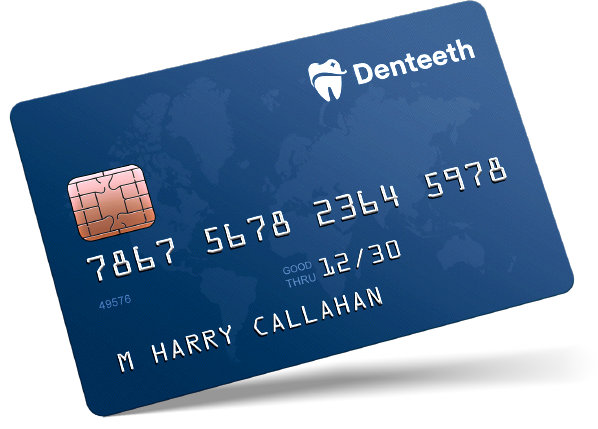 Denteeth
7867 5678 2364 5978
49576
GOOD THRU 12/30
M HARRY CALLAHAN